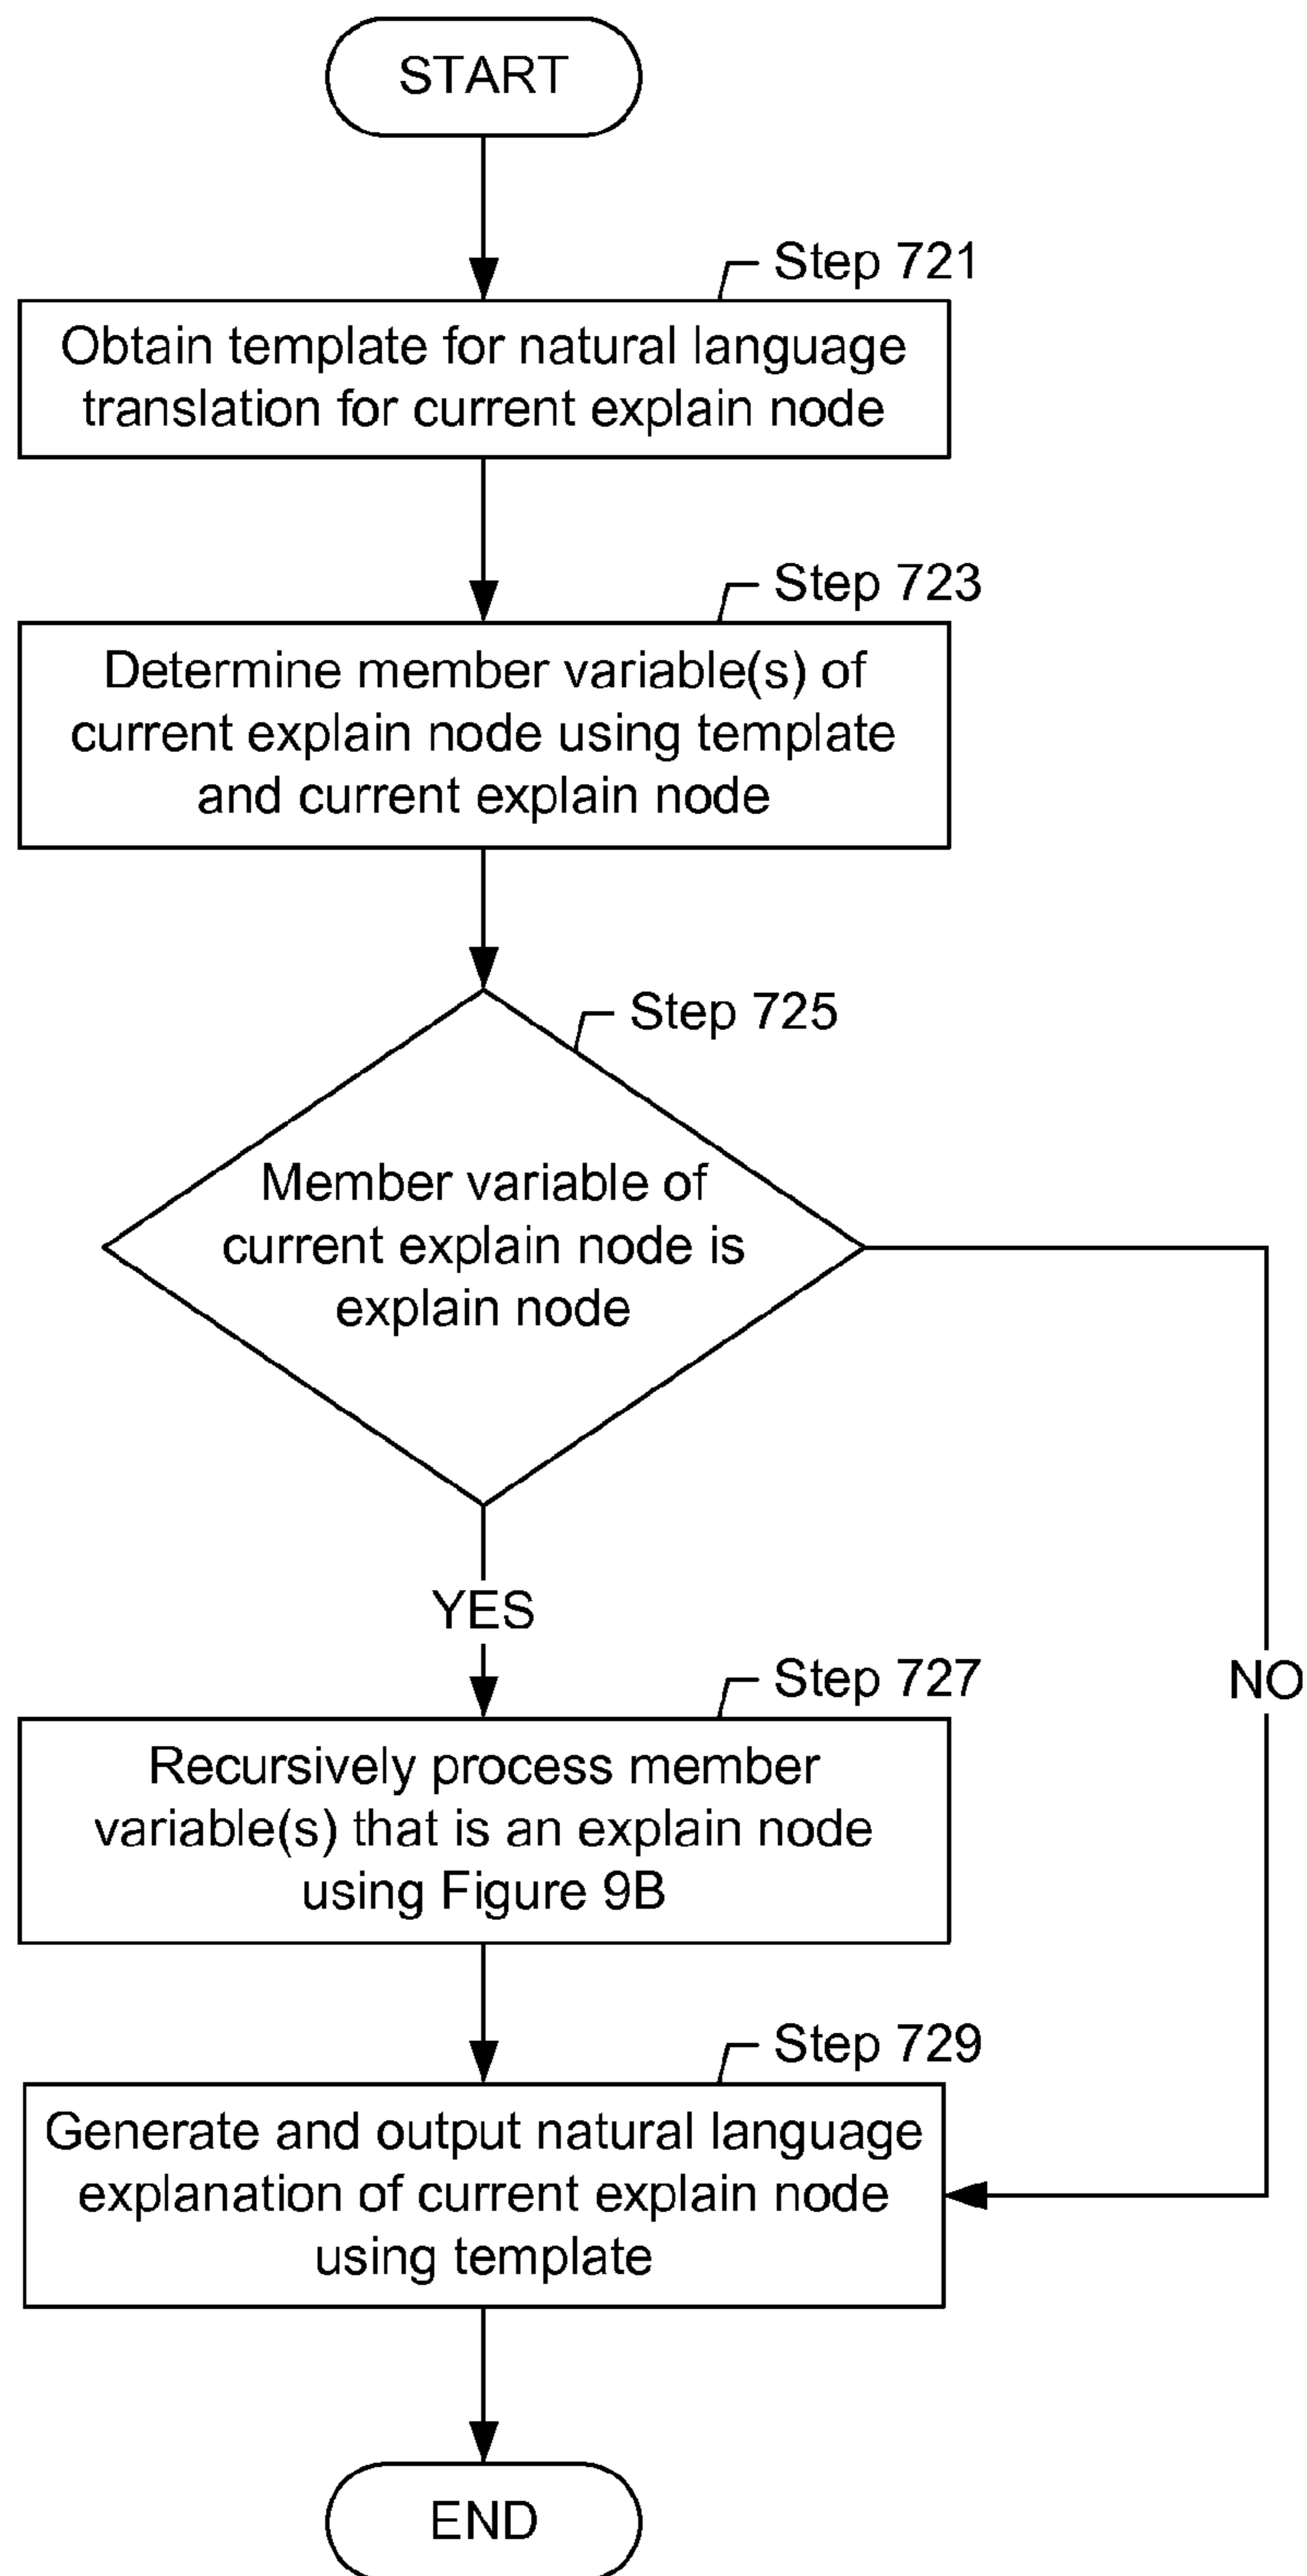 START
Step 721
Obtain template for natural language
translation for current explain node
Step 723
Determine member variable(s) of
current explain node using template
and current explain node
Step 725
Member variable of
current explain node is
explain node
YES
NO
Step 727
Recursively process member
variable(s) that is an explain node
using Figure 9B
Step 729
Generate and output natural language
explanation of current explain node
using template
END